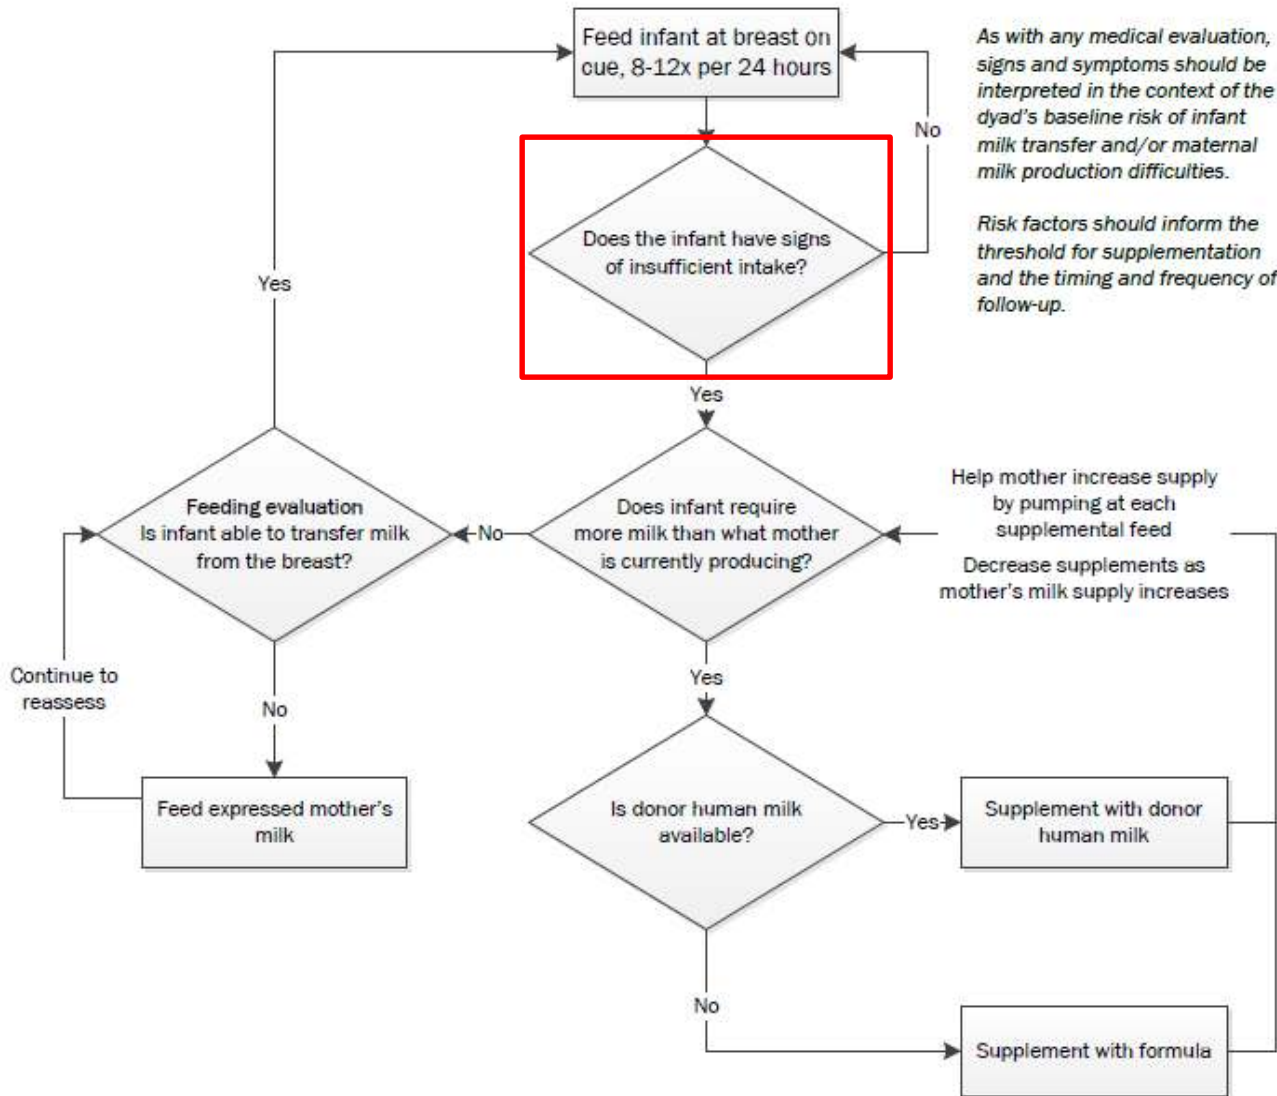 Feed infant at breast on
cue, 8-12x per 24 hours
As with any medical evaluation,
signs and symptoms should be
interpreted in the context of the
dyad's baseline risk of infant
milk transfer and/or maternal
milk production difficulties.
Risk factors should inform the
threshold for supplementation
and the timing and frequency of
follow-up.
No
Does the infant have signs
of insufficient intake?
Yes
Yes
Feeding evaluation
Is infant able to transfer milk
from the breast?
No
Does infant require
more milk than what mother
is currently producing?
Help mother increase supply
by pumping at each
supplemental feed
Decrease supplements as
mother's milk supply increases
Continue to
reassess
No
Yes
Feed expressed mother's
milk
Is donor human milk
available?
Yes
Supplement with donor
human milk
No
Supplement with formula